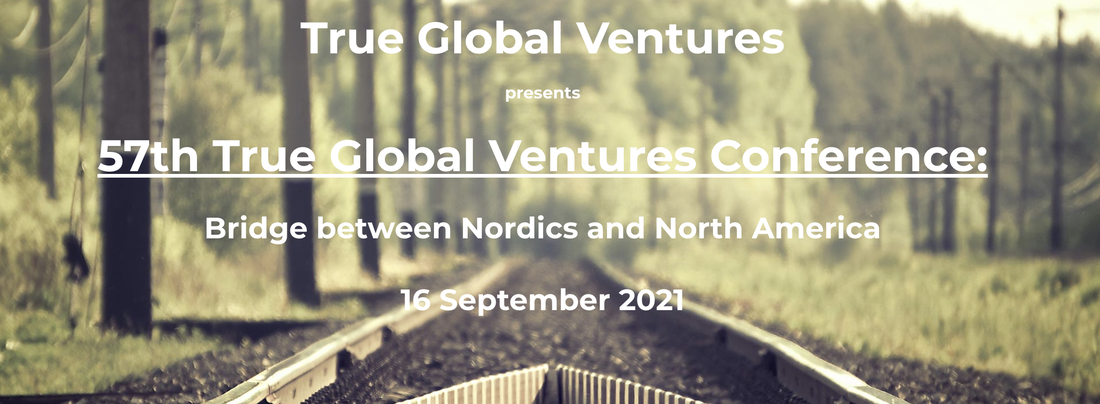 True Global Ventures
presents
57th True Global Ventures Conference:
Bridge between Nordics and North America
16 September 2021